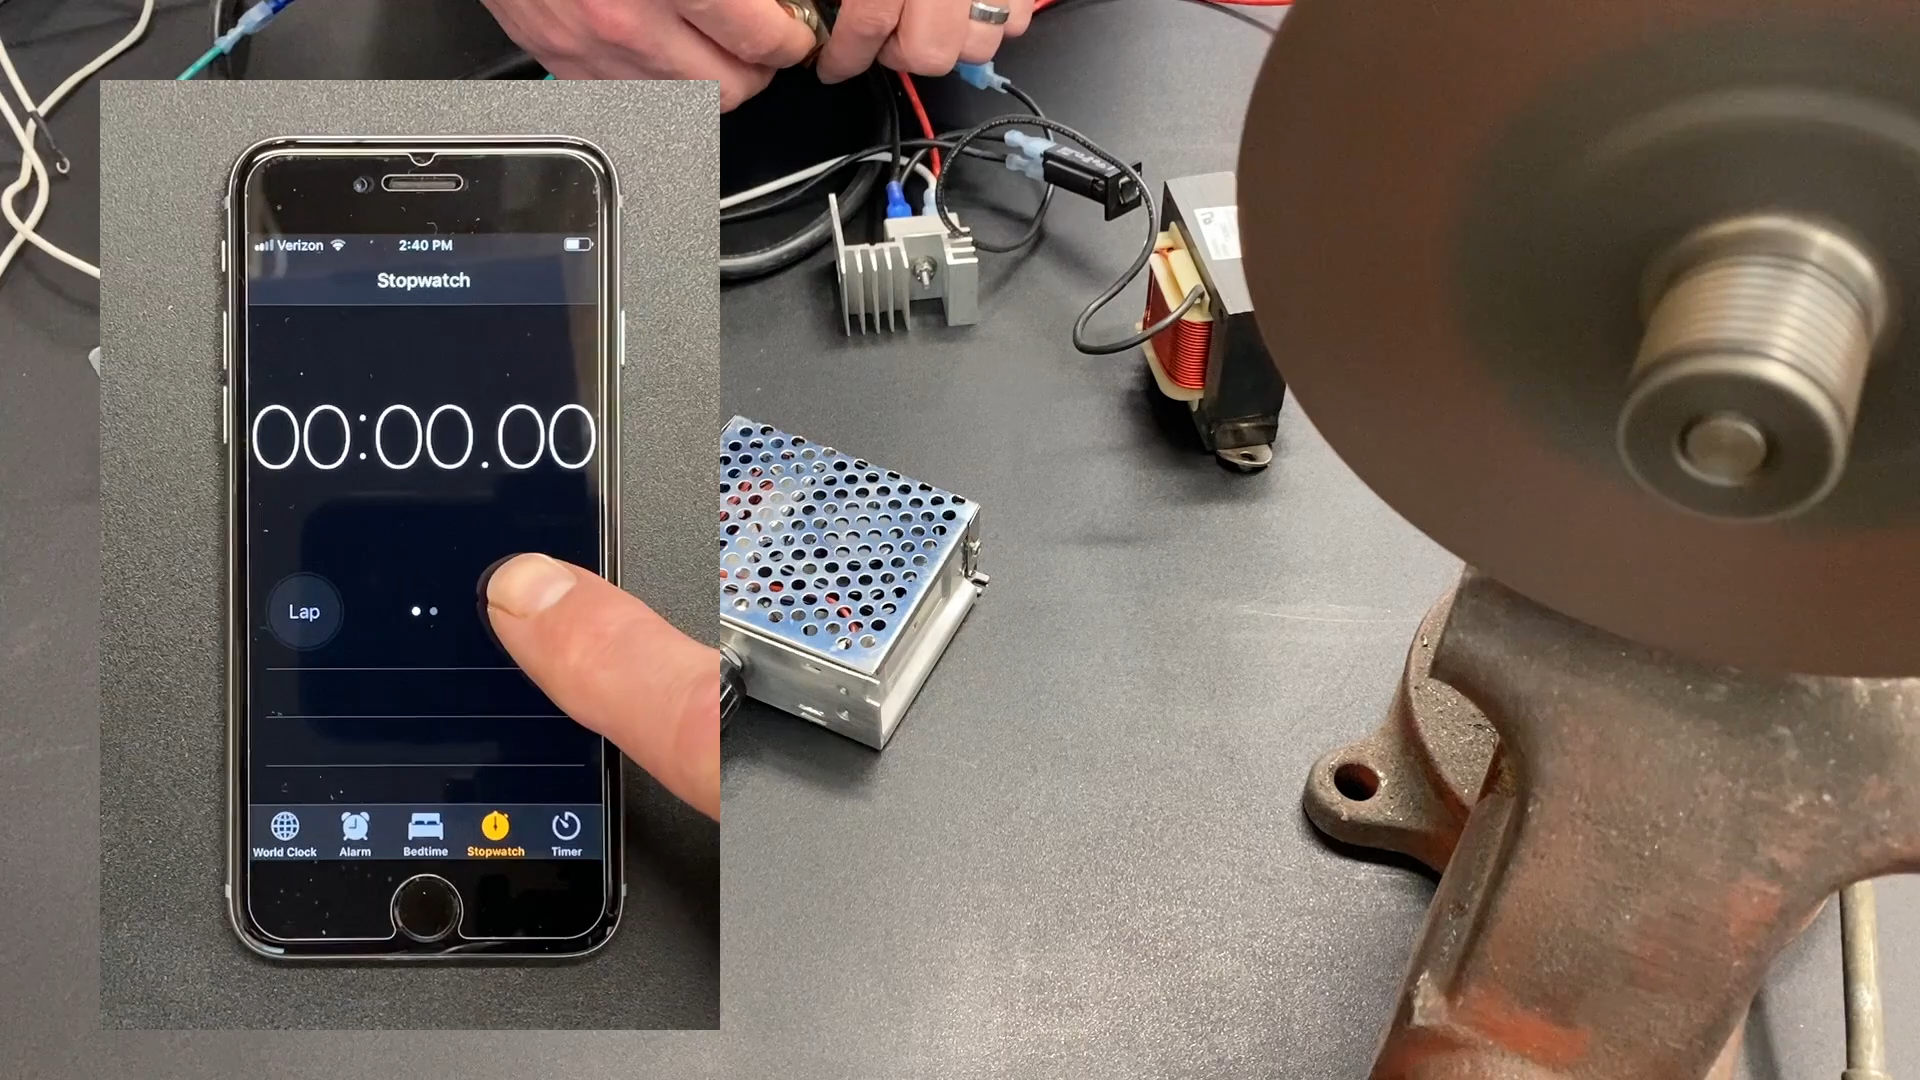 Verizon 2:40 PM
Stopwatch
00:00.00
Lap
World Clock Alarm Bedtime Stopwatch Timer